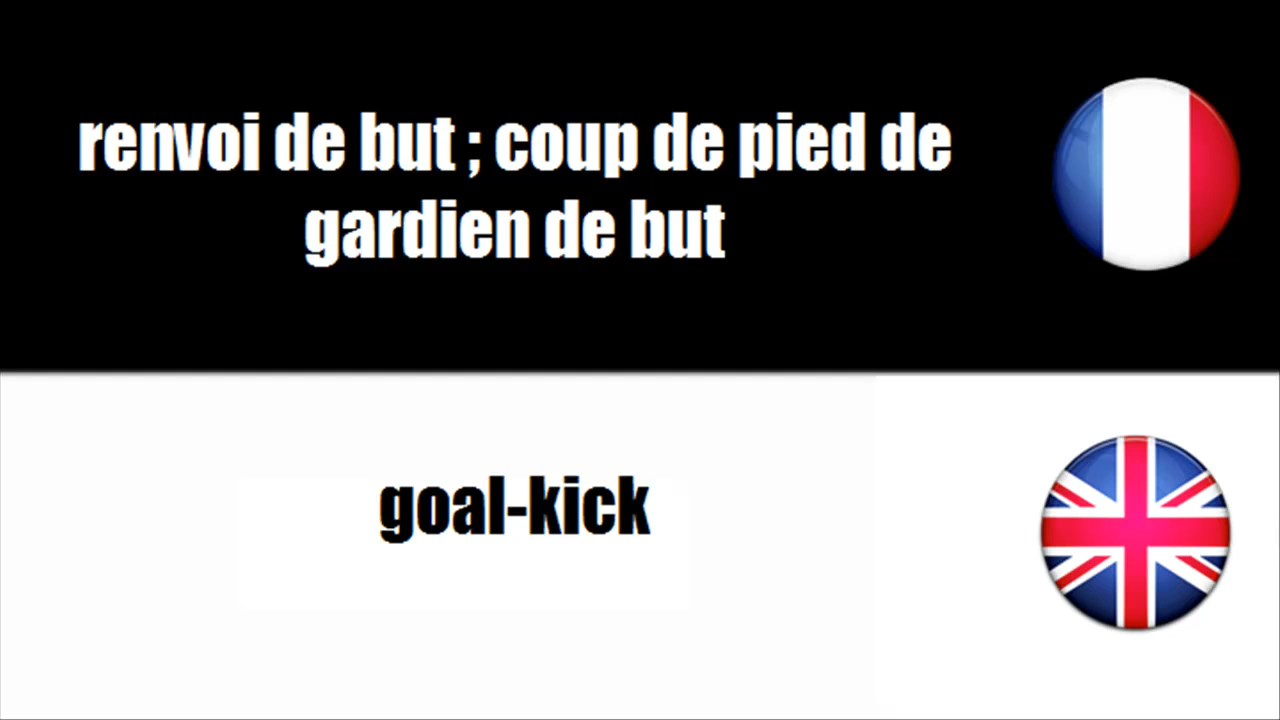 renvoi de but ; coup de pied de
gardien de but
goal-kick